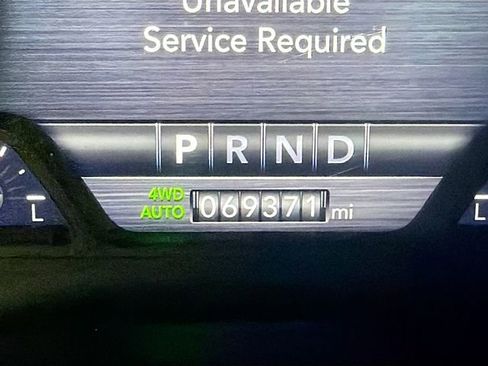 Unavailable
Service Required
P R N D
4WD
AUTO 069371 mi
L L